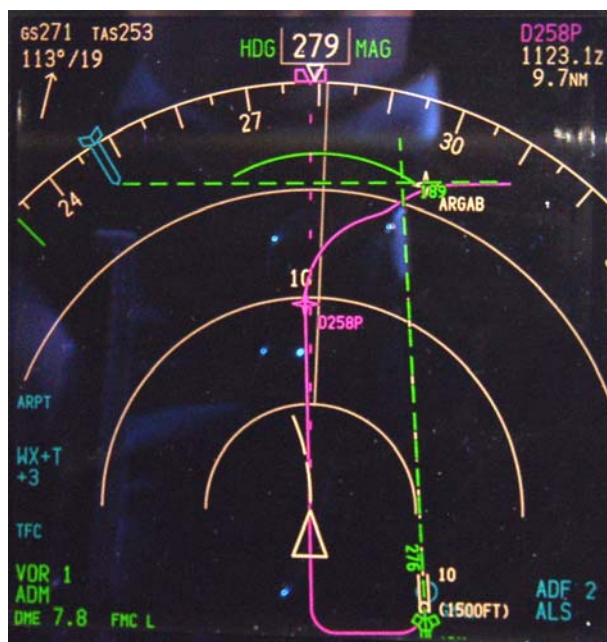 GS271 TAS253
113°/19
HDG 279 MAG
D258P
1123.1Z
9.7NM
24
27
30
A
189
ARGAB
10
D258P
ARPT
WX+T
+3
TFC
276
10
(1500FT)
VOR 1
ADM
DME 7.8 FMC L
ADF 2
ALS